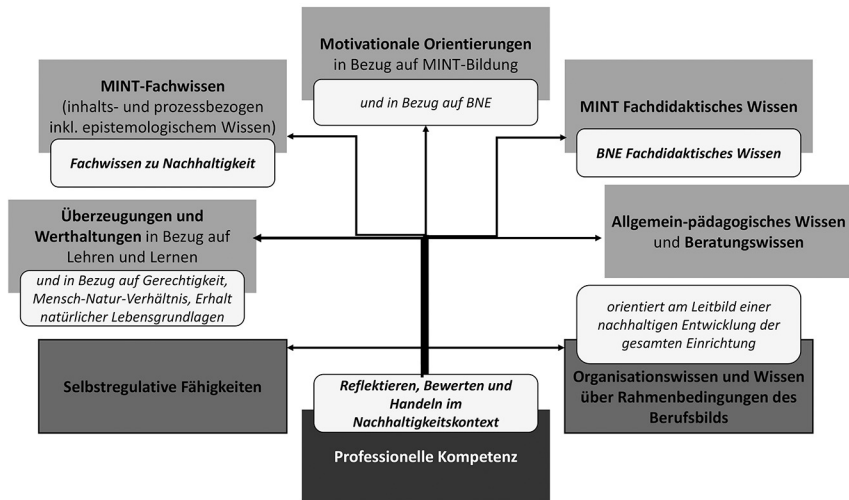 Motivationale Orientierungen
in Bezug auf MINT-Bildung
und in Bezug auf BNE
MINT-Fachwissen
(inhalts- und prozessbezogen
inkl. epistemologischem Wissen)
Fachwissen zu Nachhaltigkeit
MINT Fachdidaktisches Wissen
BNE Fachdidaktisches Wissen
Überzeugungen und
Werthaltungen in Bezug auf
Lehren und Lernen
und in Bezug auf Gerechtigkeit,
Mensch-Natur-Verhältnis, Erhalt
natürlicher Lebensgrundlagen
Allgemein-pädagogisches Wissen
und Beratungswissen
orientiert am Leitbild einer
nachhaltigen Entwicklung der
gesamten Einrichtung
Selbstregulative Fähigkeiten
Organisationswissen und Wissen
über Rahmenbedingungen des
Berufsbilds
Reflektieren, Bewerten und
Handeln im
Nachhaltigkeitskontext
Professionelle Kompetenz